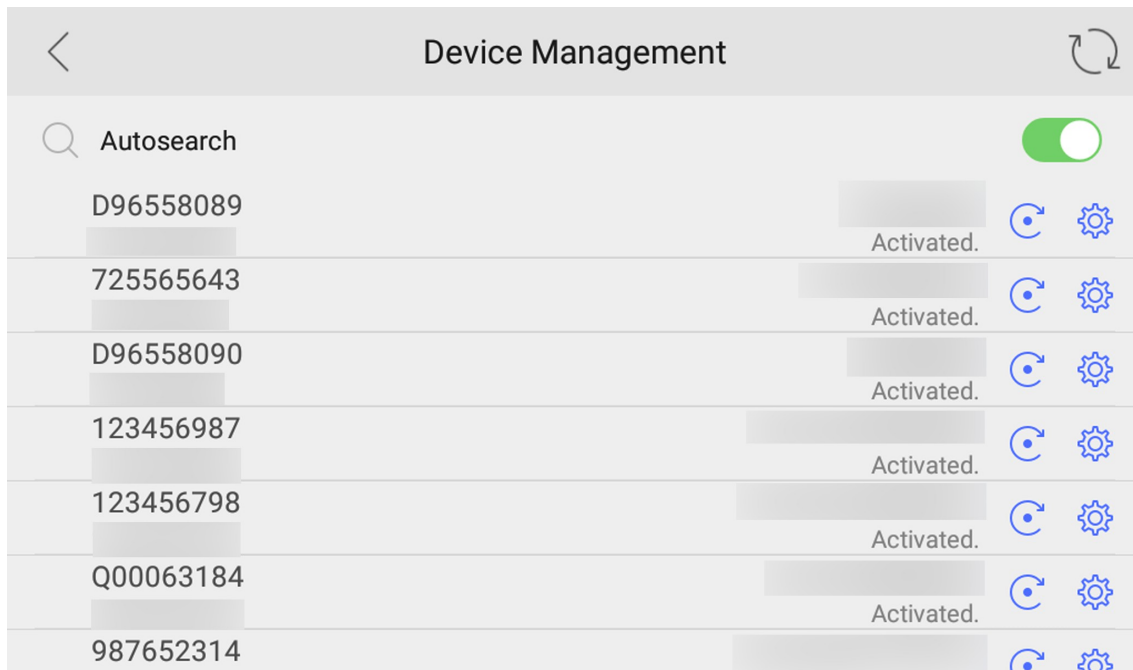 Device Management
Autosearch
D96558089
Activated.
725565643
Activated.
D96558090
Activated.
123456987
Activated.
123456798
Activated.
Q00063184
Activated.
987652314